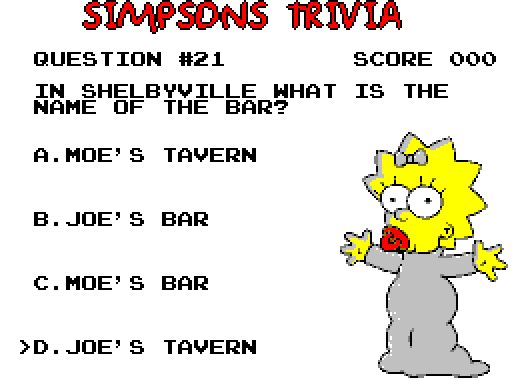 SIMPSONS TRIVIA
QUESTION #21 SCORE 000
IN SHELBYVILLE WHAT IS THE
NAME OF THE BAR?
A.MOE'S TAVERN
B.JOE'S BAR
C.MOE'S BAR
>D.JOE'S TAVERN